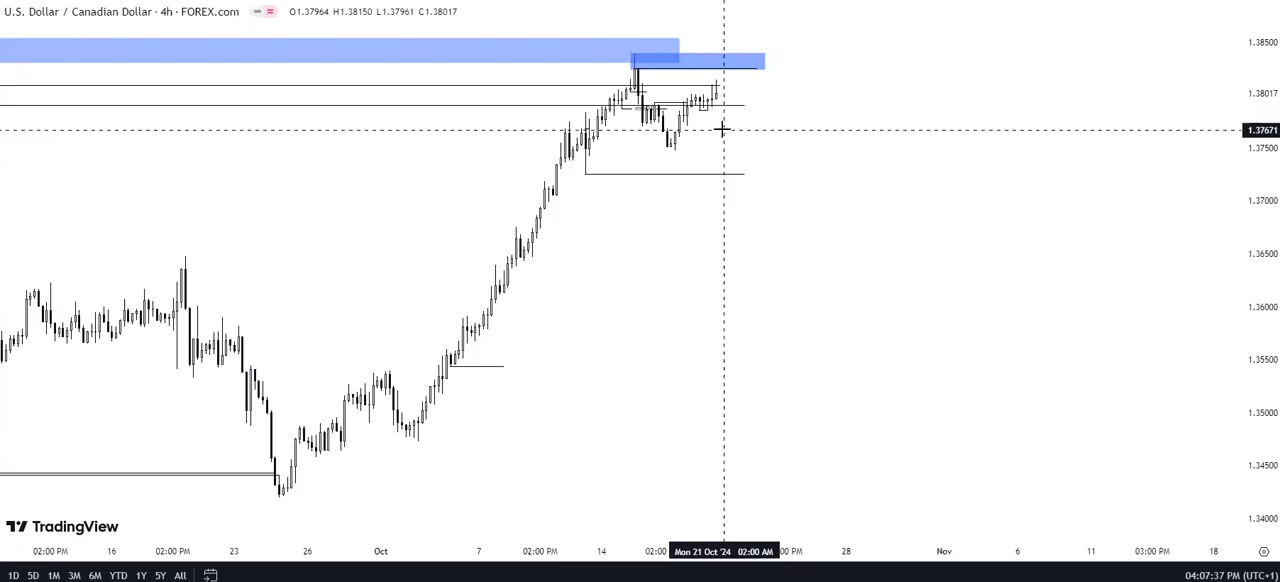 U.S. Dollar / Canadian Dollar · 4h · FOREX.com O1.37964 H1.38150 L1.37961 C1.38017
1.38500
1.38017
1.37671
1.37500
1.37000
1.36500
1.36000
1.35500
1.35000
1.34500
1.34000
TradingView
02:00 PM 16 02:00 PM 23 26 Oct 7 02:00 PM 14 02:00 Mon 21 Oct '24 02:00 AM 00 PM 28 Nov 6 11 03:00 PM 18
1D 5D 1M 3M 6M YTD 1Y 5Y All 04:07:37 PM (UTC+1)